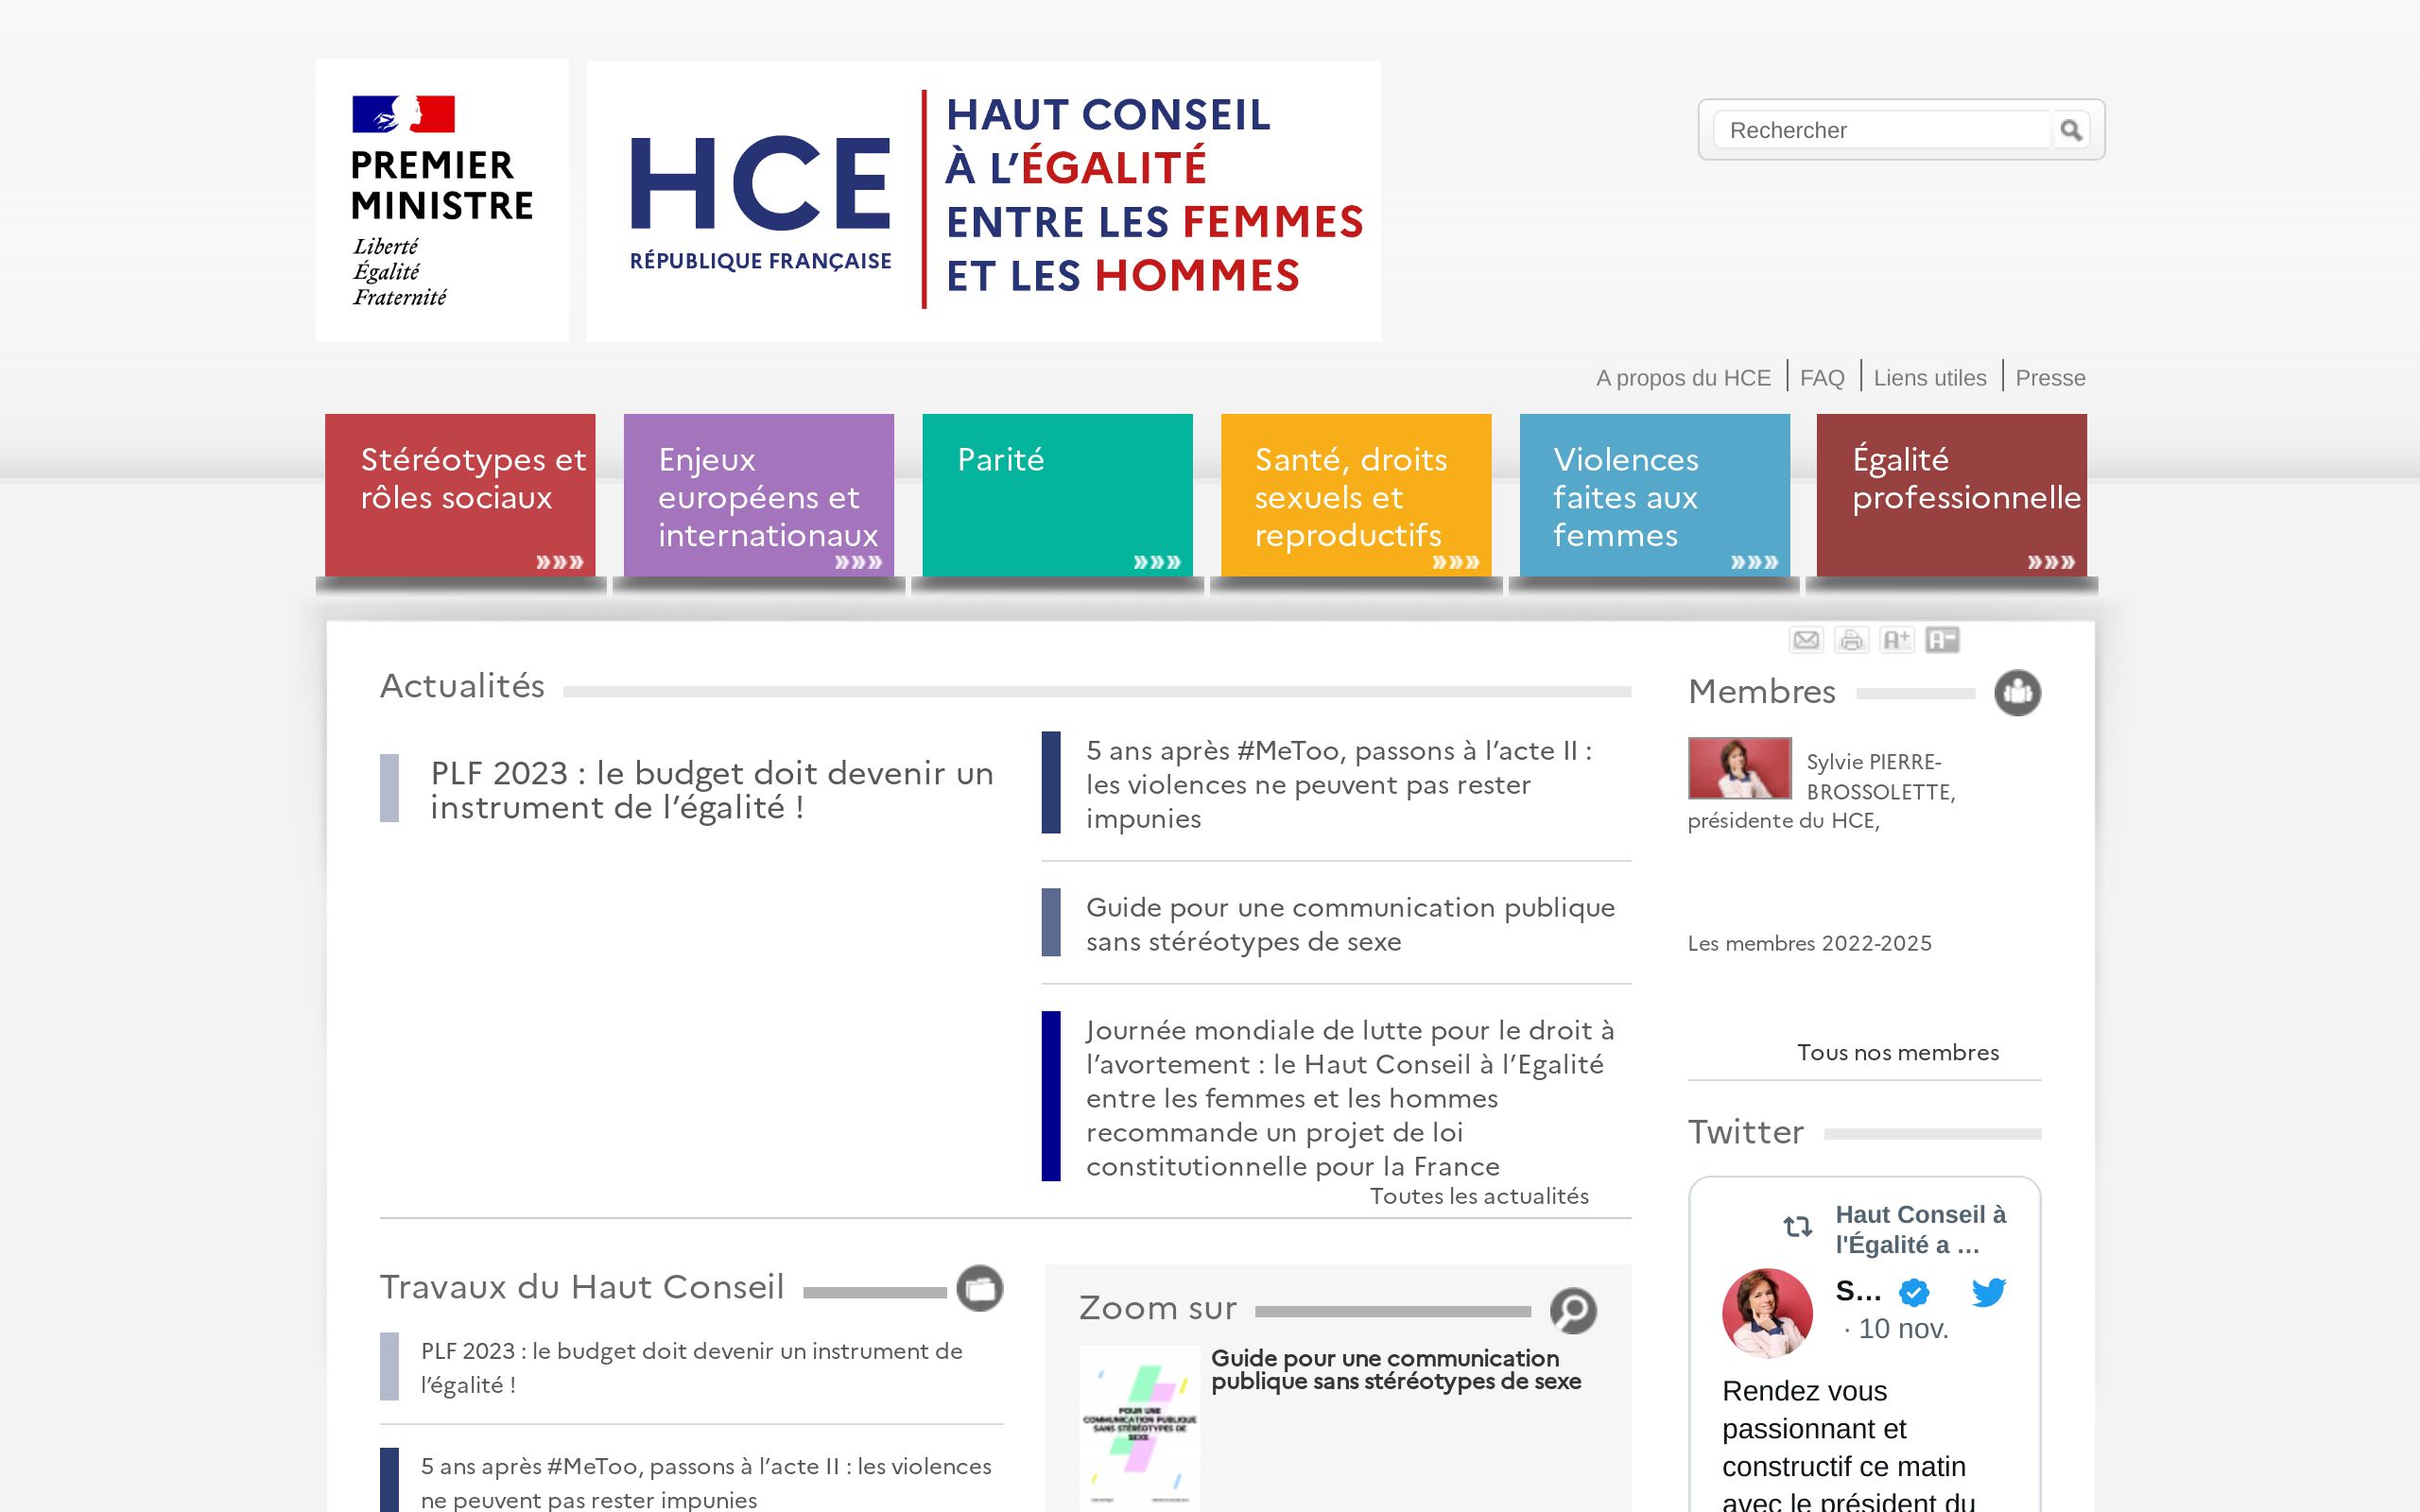 PREMIER
MINISTRE
Liberté
Égalité
Fraternité
HCE
RÉPUBLIQUE FRANÇAISE
HAUT CONSEIL
À L’ÉGALITÉ
ENTRE LES FEMMES
ET LES HOMMES
Rechercher
A propos du HCE
FAQ
Liens utiles
Presse
Stéréotypes et
rôles sociaux
»»»
Enjeux
européens et
internationaux
»»»
Parité
»»»
Santé, droits
sexuels et
reproductifs
»»»
Violences
faites aux
femmes
»»»
Égalité
professionnelle
»»»
A+
A-
Actualités
PLF 2023 : le budget doit devenir un
instrument de l’égalité !
5 ans après #MeToo, passons à l’acte II :
les violences ne peuvent pas rester
impunies
Guide pour une communication publique
sans stéréotypes de sexe
Journée mondiale de lutte pour le droit à
l’avortement : le Haut Conseil à l’Egalité
entre les femmes et les hommes
recommande un projet de loi
constitutionnelle pour la France
Toutes les actualités
Membres
Sylvie PIERRE-
BROSSOLETTE,
présidente du HCE,
Les membres 2022-2025
Tous nos membres
Twitter
Haut Conseil à
l'Égalité a …
S…
· 10 nov.
Rendez vous
passionnant et
constructif ce matin
avec le président du
Travaux du Haut Conseil
PLF 2023 : le budget doit devenir un instrument de
l’égalité !
5 ans après #MeToo, passons à l’acte II : les violences
ne peuvent pas rester impunies
Zoom sur
Guide pour une communication
publique sans stéréotypes de sexe
POUR UNE
COMMUNICATION PUBLIQUE
SANS STÉRÉOTYPES DE
SEXE